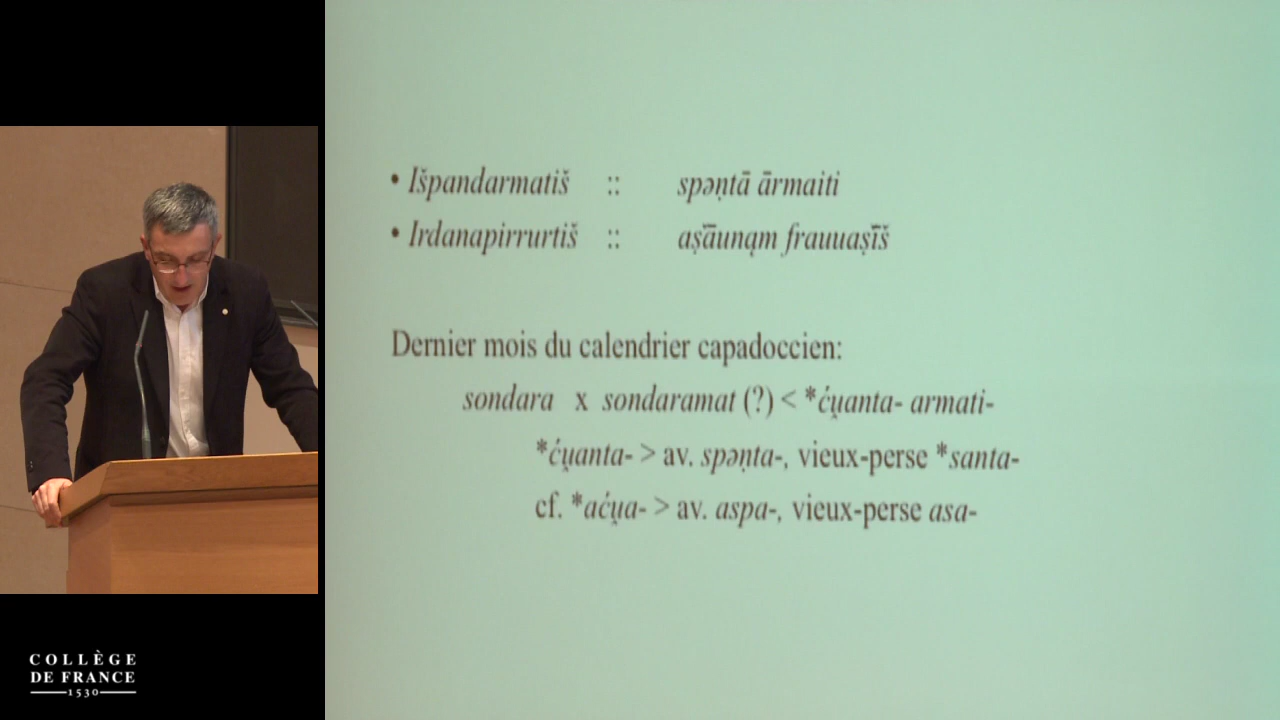 • Išpandarmatiš :: spəṇtā ārmaiti
• Irdanapirrurtiš :: aṣ̌āunąm frauuaṣ̌īš
Dernier mois du calendrier capadoccien:
sondara x sondaramat (?) < *ću̯anta- armati-
*ću̯anta- > av. spəṇta-, vieux-perse *santa-
cf. *aću̯a- > av. aspa-, vieux-perse asa-
COLLÈGE
DE FRANCE
1530